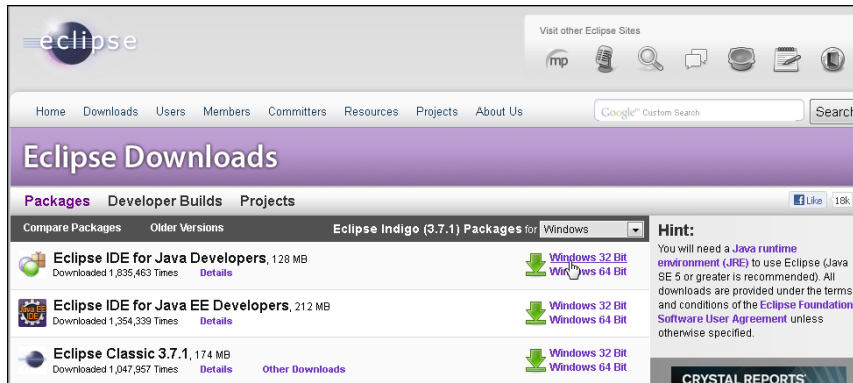 eclipse
Visit other Eclipse Sites
mp
Home Downloads Users Members Committers Resources Projects About Us
Google™ Custom Search
Search
Eclipse Downloads
Packages Developer Builds Projects
Like 18k
Compare Packages Older Versions Eclipse Indigo (3.7.1) Packages for Windows
Eclipse IDE for Java Developers, 128 MB
Downloaded 1,835,463 Times Details
Windows 32 Bit
Windows 64 Bit
Java EE IDE
Eclipse IDE for Java EE Developers, 212 MB
Downloaded 1,354,339 Times Details
Windows 32 Bit
Windows 64 Bit
Eclipse Classic 3.7.1, 174 MB
Downloaded 1,047,957 Times Details Other Downloads
Windows 32 Bit
Windows 64 Bit
Hint:
You will need a Java runtime
environment (JRE) to use Eclipse (Java
SE 5 or greater is recommended). All
downloads are provided under the terms
and conditions of the Eclipse Foundation
Software User Agreement unless
otherwise specified.
CRYSTAL REPORTS